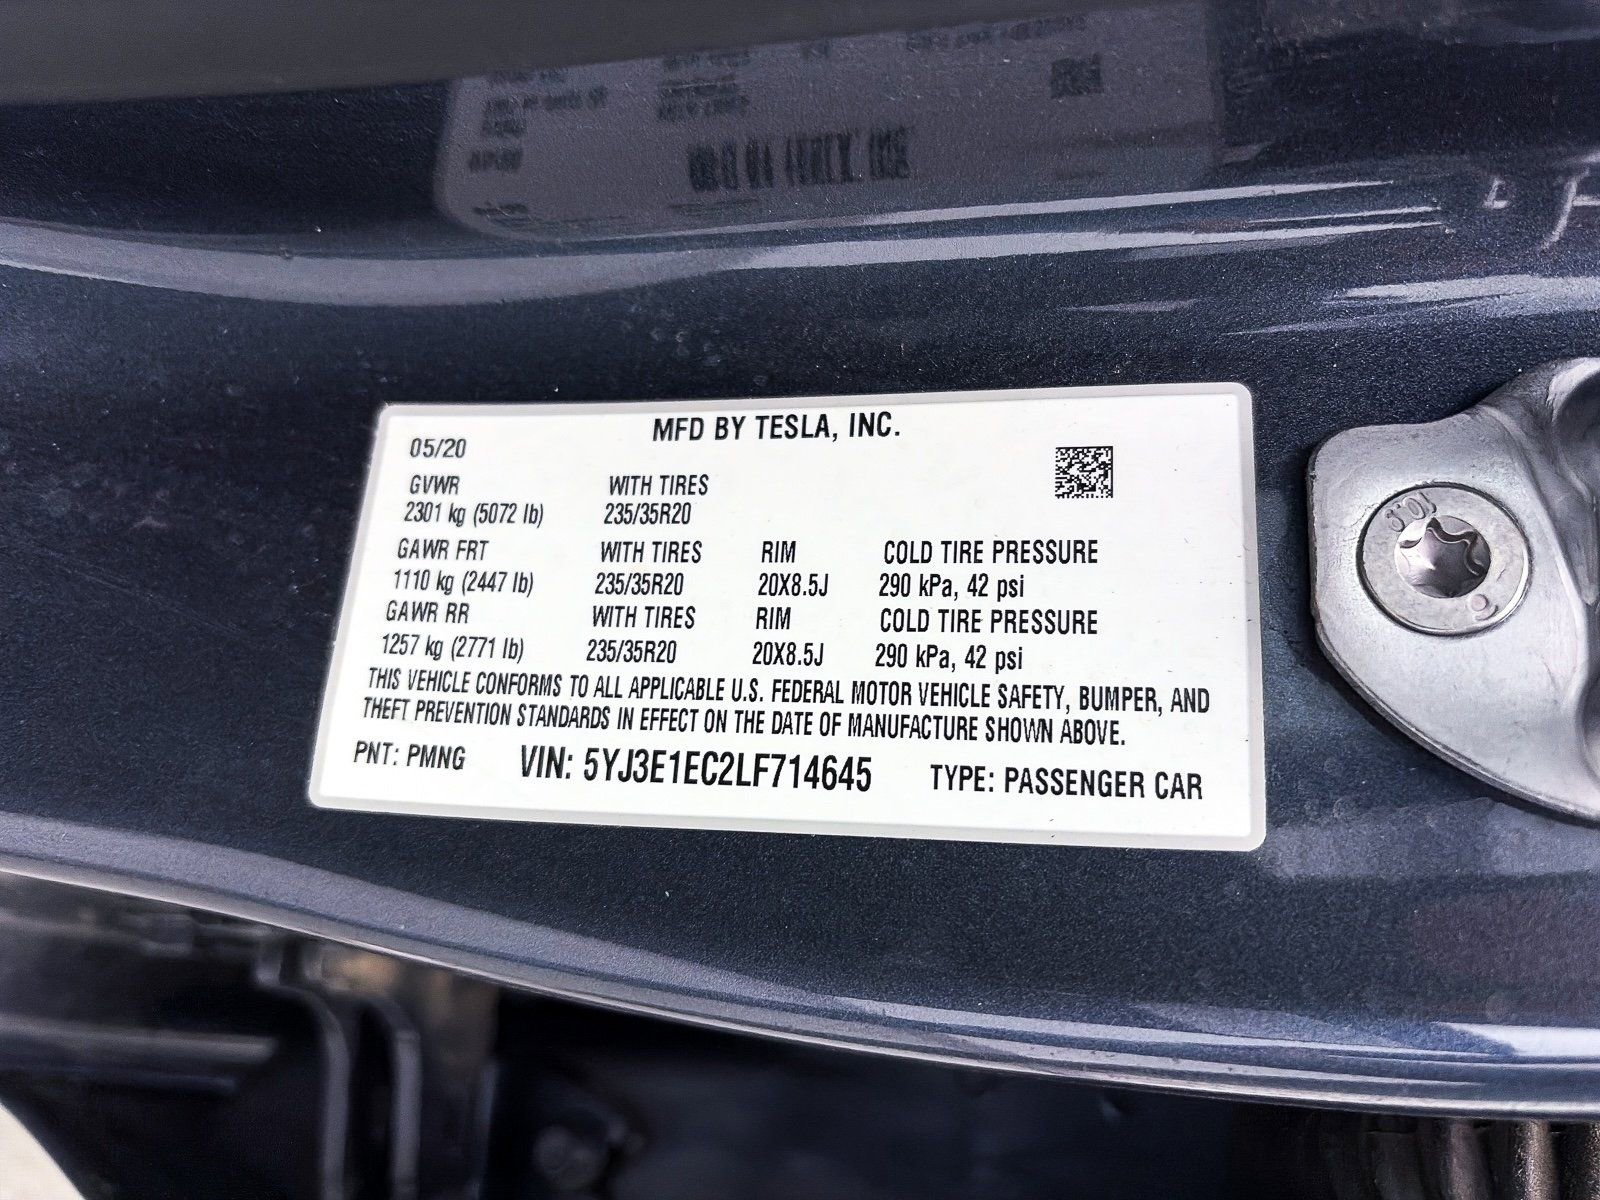 MFD BY TESLA, INC.
05/20
GVWR WITH TIRES
2301 kg (5072 lb) 235/35R20
GAWR FRT WITH TIRES RIM COLD TIRE PRESSURE
1110 kg (2447 lb) 235/35R20 20X8.5J 290 kPa, 42 psi
GAWR RR WITH TIRES RIM COLD TIRE PRESSURE
1257 kg (2771 lb) 235/35R20 20X8.5J 290 kPa, 42 psi
THIS VEHICLE CONFORMS TO ALL APPLICABLE U.S. FEDERAL MOTOR VEHICLE SAFETY, BUMPER, AND
THEFT PREVENTION STANDARDS IN EFFECT ON THE DATE OF MANUFACTURE SHOWN ABOVE.
PNT: PMNG VIN: 5YJ3E1EC2LF714645 TYPE: PASSENGER CAR